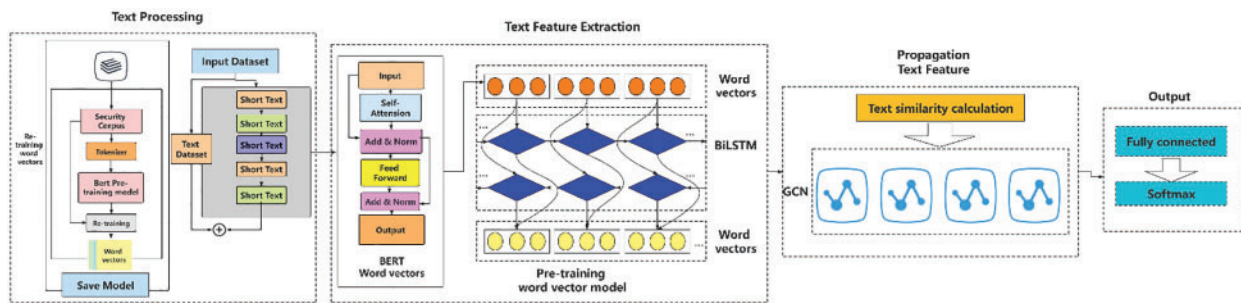 Text Processing
Re-
training
word
vectors
Security
Corpus
Tokenizer
Bert Pre-
training model
Re-training
Word
vectors
Save Model
Input Dataset
Text
Dataset
Short Text
Short Text
Short Text
Short Text
Short Text
Text Feature Extraction
Input
Self-
Attension
Add & Norm
Feed
Forward
Add & Norm
Output
BERT
Word vectors
...
Word
vectors
...
...
BiLSTM
...
...
...
Word
vectors
Pre-training
word vector model
Propagation
Text Feature
Text similarity calculation
GCN
Output
Fully connected
Softmax